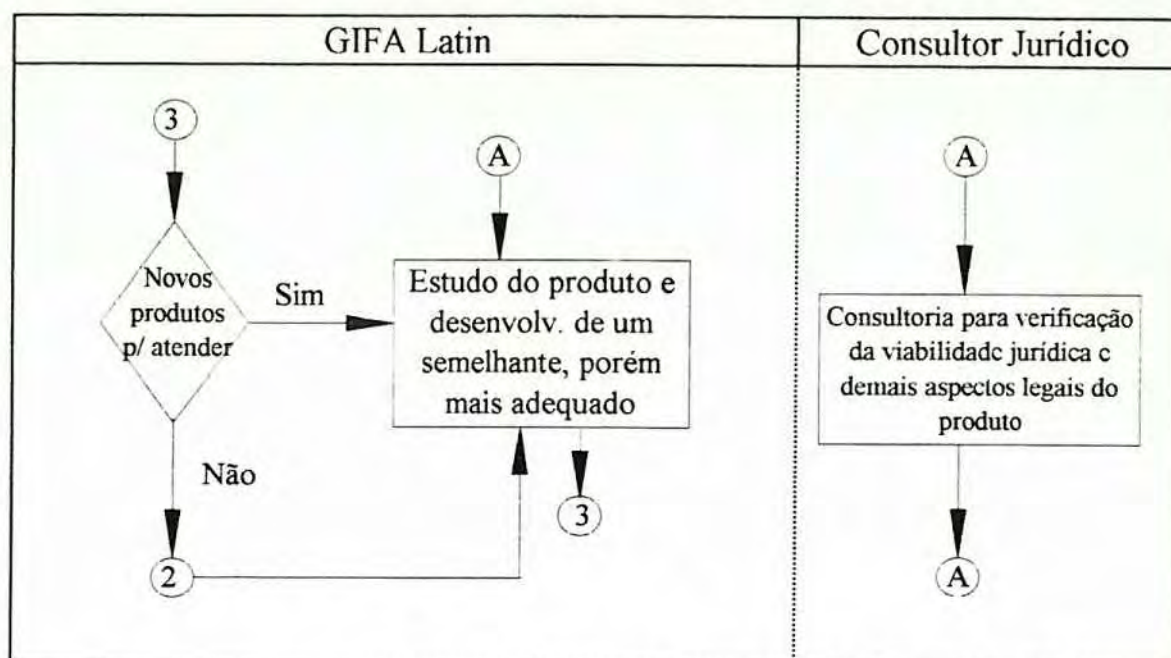 GIFA Latin
Consultor Jurídico
3
Novos
produtos
p/ atender
Sim
Não
2
A
Estudo do produto e
desenvolv. de um
semelhante, porém
mais adequado
3
A
Consultoria para verificação
da viabilidade jurídica e
demais aspectos legais do
produto
A